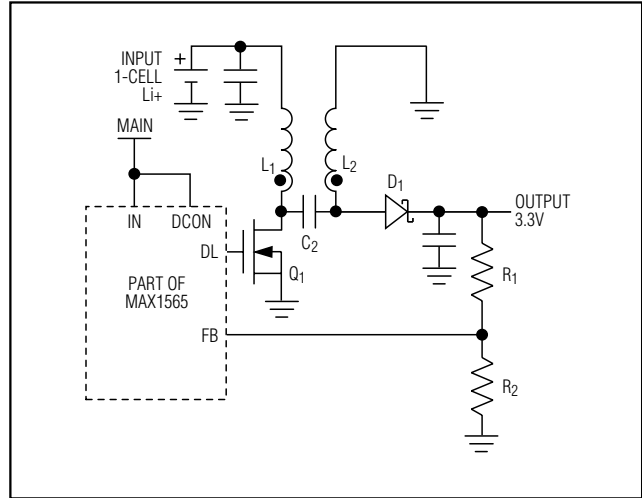 INPUT
1-CELL
Li+
+
MAIN
L1
L2
D1
OUTPUT
3.3V
IN
DCON
C2
DL
Q1
R1
PART OF
MAX1565
FB
R2